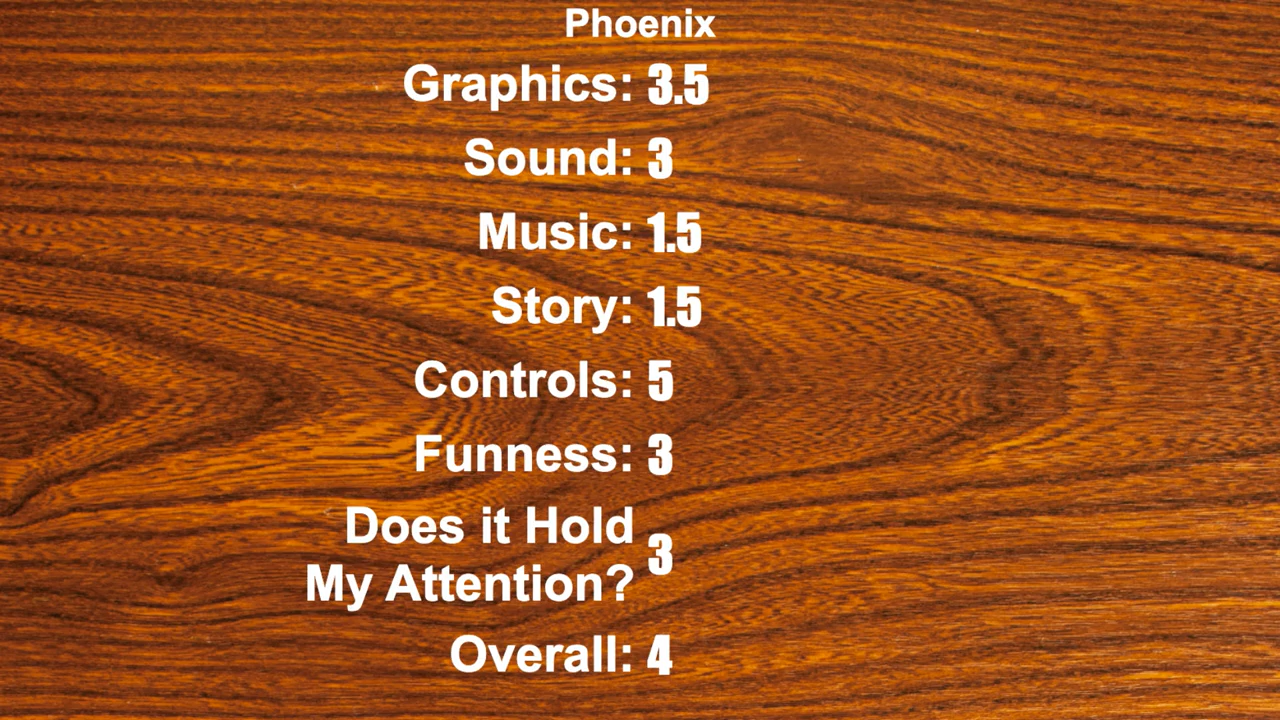 Phoenix
Graphics: 3.5
Sound: 3
Music: 1.5
Story: 1.5
Controls: 5
Funness: 3
Does it Hold
My Attention? 3
Overall: 4